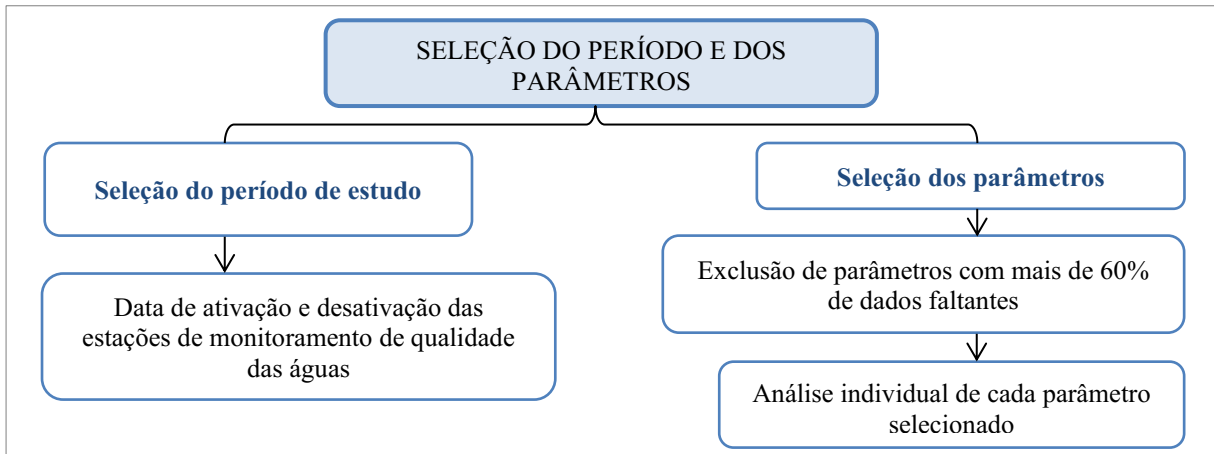 SELEÇÃO DO PERÍODO E DOS
PARÂMETROS
Seleção do período de estudo
Data de ativação e desativação das
estações de monitoramento de qualidade
das águas
Seleção dos parâmetros
Exclusão de parâmetros com mais de 60%
de dados faltantes
Análise individual de cada parâmetro
selecionado